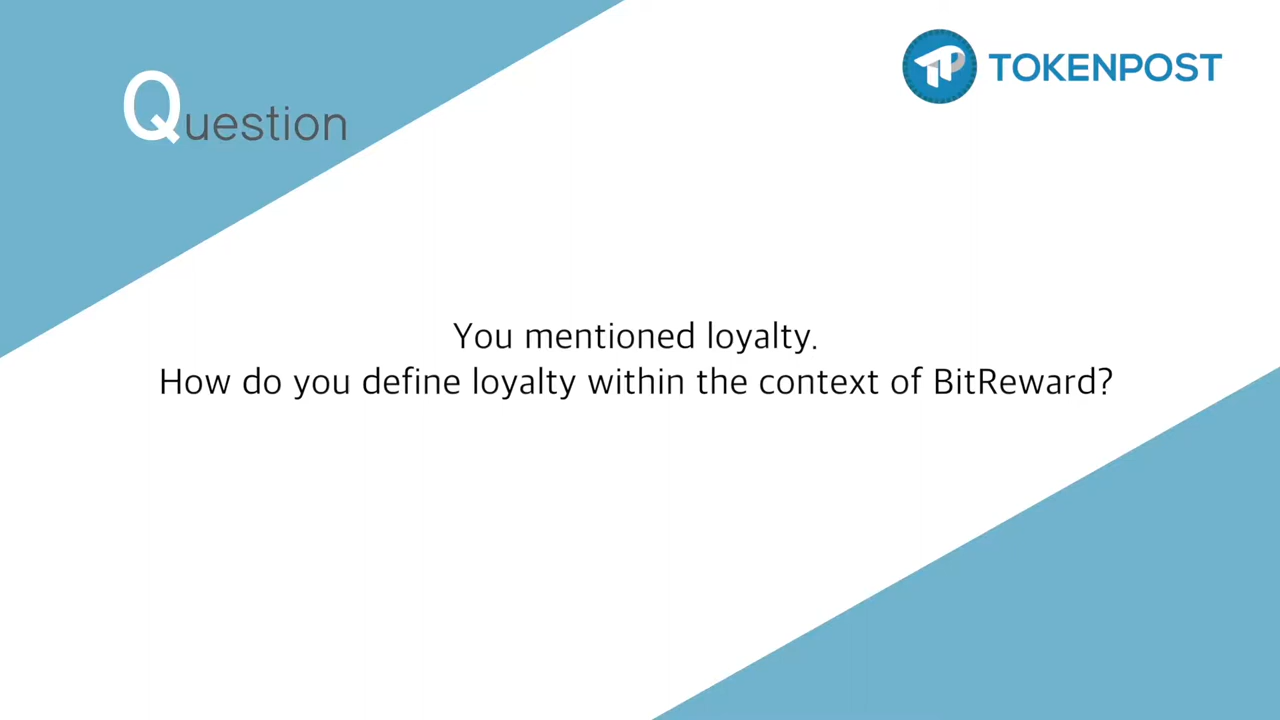 Question
TOKENPOST
You mentioned loyalty.
How do you define loyalty within the context of BitReward?